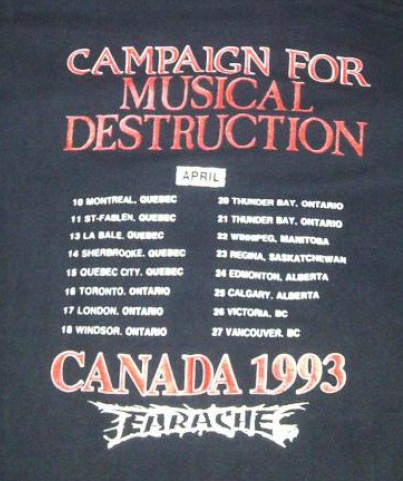 CAMPAIGN FOR
MUSICAL
DESTRUCTION
APRIL
10 MONTREAL, QUEBEC
11 ST-FABLEN, QUEBEC
13 LA BALE, QUEBEC
14 SHERBROOKE, QUEBEC
15 QUEBEC CITY, QUEBEC
16 TORONTO, ONTARIO
17 LONDON, ONTARIO
18 WINDSOR, ONTARIO
20 THUNDER BAY, ONTARIO
21 THUNDER BAY, ONTARIO
22 WINNIPEG, MANITOBA
23 REGINA, SASKATCHEWAN
24 EDMONTON, ALBERTA
25 CALGARY, ALBERTA
26 VICTORIA, BC
27 VANCOUVER, BC
CANADA 1993
EARACHE